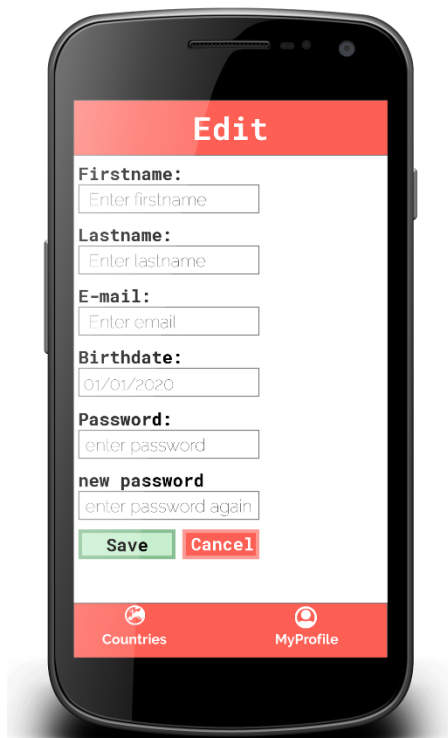 Edit
Firstname:
Enter firstname
Lastname:
Enter lastname
E-mail:
Enter email
Birthdate:
01/01/2020
Password:
enter password
new password
enter password again
Save Cancel
Countries MyProfile